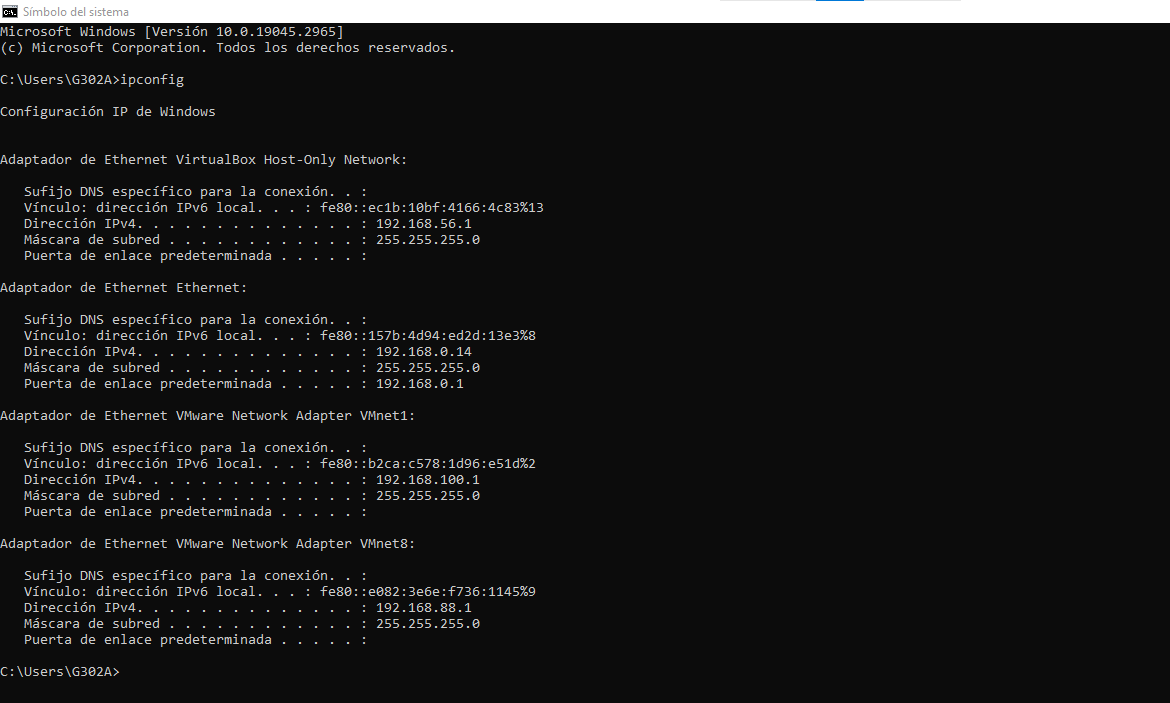 Símbolo del sistema
Microsoft Windows [Versión 10.0.19045.2965]
(c) Microsoft Corporation. Todos los derechos reservados.
C:\Users\G302A>ipconfig
Configuración IP de Windows
Adaptador de Ethernet VirtualBox Host-Only Network:
   Sufijo DNS específico para la conexión. . :
   Vínculo: dirección IPv6 local. . . : fe80::ec1b:10bf:4166:4c83%13
   Dirección IPv4. . . . . . . . . . . . . . : 192.168.56.1
   Máscara de subred . . . . . . . . . . . . : 255.255.255.0
   Puerta de enlace predeterminada . . . . . :
Adaptador de Ethernet Ethernet:
   Sufijo DNS específico para la conexión. . :
   Vínculo: dirección IPv6 local. . . : fe80::157b:4d94:ed2d:13e3%8
   Dirección IPv4. . . . . . . . . . . . . . : 192.168.0.14
   Máscara de subred . . . . . . . . . . . . : 255.255.255.0
   Puerta de enlace predeterminada . . . . . : 192.168.0.1
Adaptador de Ethernet VMware Network Adapter VMnet1:
   Sufijo DNS específico para la conexión. . :
   Vínculo: dirección IPv6 local. . . : fe80::b2ca:c578:1d96:e51d%2
   Dirección IPv4. . . . . . . . . . . . . . : 192.168.100.1
   Máscara de subred . . . . . . . . . . . . : 255.255.255.0
   Puerta de enlace predeterminada . . . . . :
Adaptador de Ethernet VMware Network Adapter VMnet8:
   Sufijo DNS específico para la conexión. . :
   Vínculo: dirección IPv6 local. . . : fe80::e082:3e6e:f736:1145%9
   Dirección IPv4. . . . . . . . . . . . . . : 192.168.88.1
   Máscara de subred . . . . . . . . . . . . : 255.255.255.0
   Puerta de enlace predeterminada . . . . . :
C:\Users\G302A>